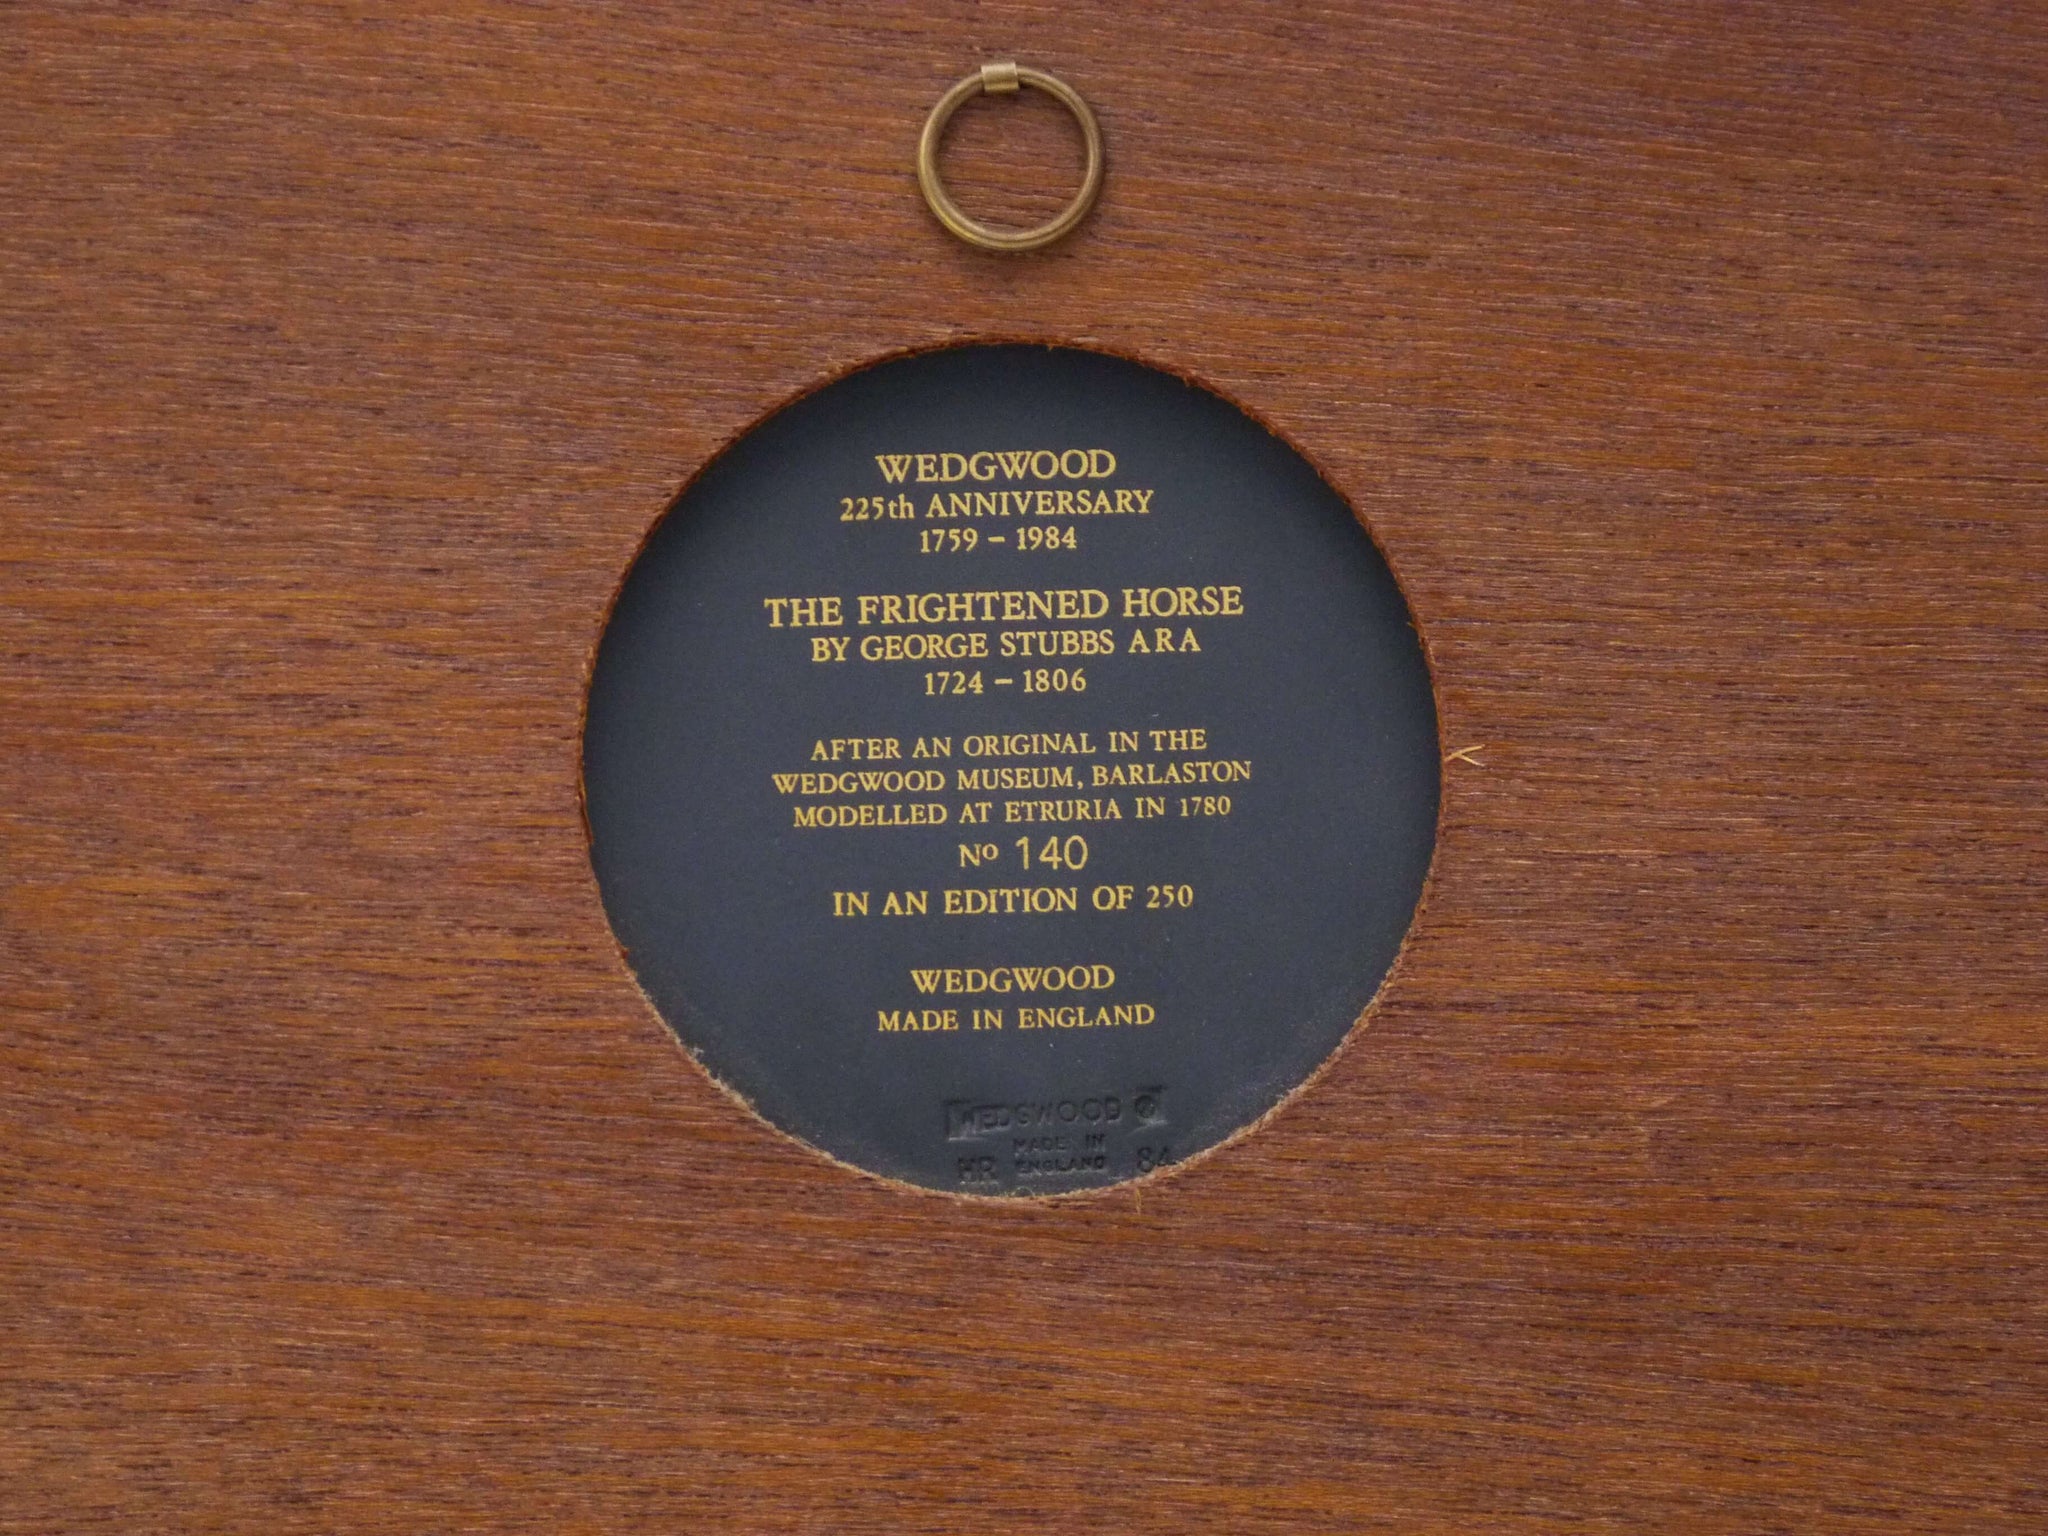 WEDGWOOD
225th ANNIVERSARY
1759 – 1984
THE FRIGHTENED HORSE
BY GEORGE STUBBS A R A
1724 – 1806
AFTER AN ORIGINAL IN THE
WEDGWOOD MUSEUM, BARLASTON
MODELLED AT ETRURIA IN 1780
Nº 140
IN AN EDITION OF 250
WEDGWOOD
MADE IN ENGLAND
WEDGWOOD
MADE IN
HR ENGLAND 84